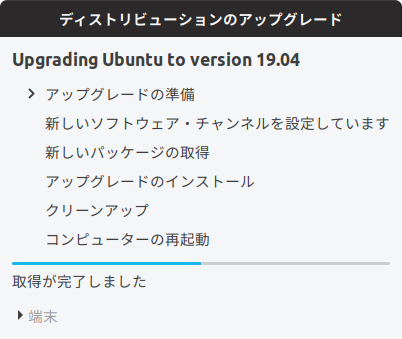 ディストリビューションのアップグレード
Upgrading Ubuntu to version 19.04
アップグレードの準備
新しいソフトウェア・チャンネルを設定しています
新しいパッケージの取得
アップグレードのインストール
クリーンアップ
コンピューターの再起動
取得が完了しました
端末